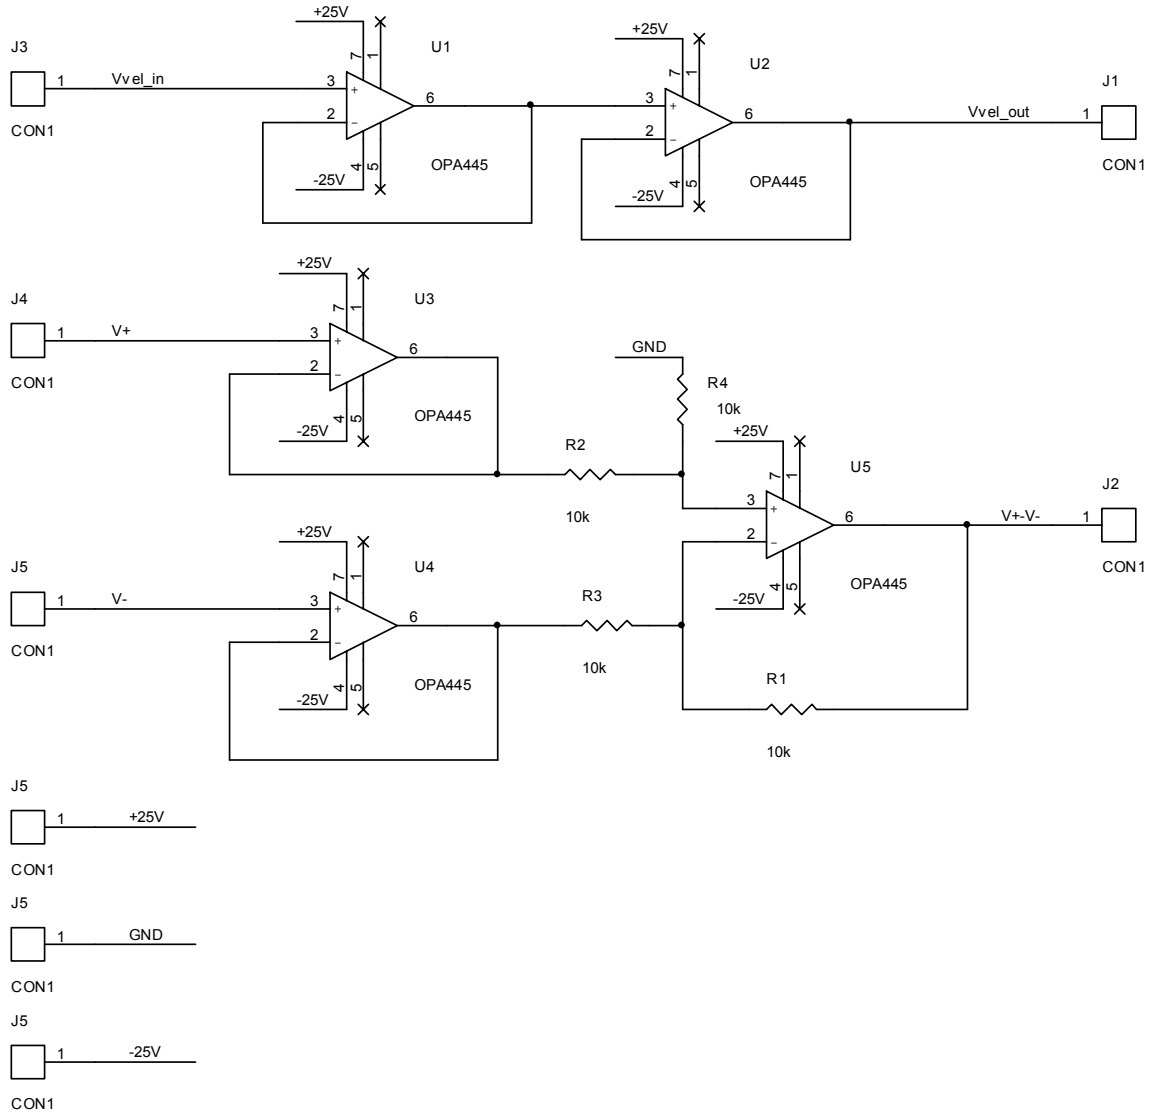 +25V
J3
7
1
U1
1
Vvel_in
3
+
6
2
−
CON1
4
5
OPA445
-25V
+25V
7
1
U2
3
+
6
2
−
4
5
OPA445
-25V
J1
Vvel_out
1
CON1
+25V
J4
7
1
U3
1
V+
3
+
6
2
−
CON1
4
5
OPA445
-25V
GND
R4
10k
R2
10k
+25V
7
1
U5
3
+
6
2
−
4
5
OPA445
-25V
J2
V+-V-
1
CON1
+25V
J5
7
1
U4
1
V-
3
+
6
2
−
CON1
4
5
OPA445
-25V
R3
10k
R1
10k
J5
1
+25V
CON1
J5
1
GND
CON1
J5
1
-25V
CON1